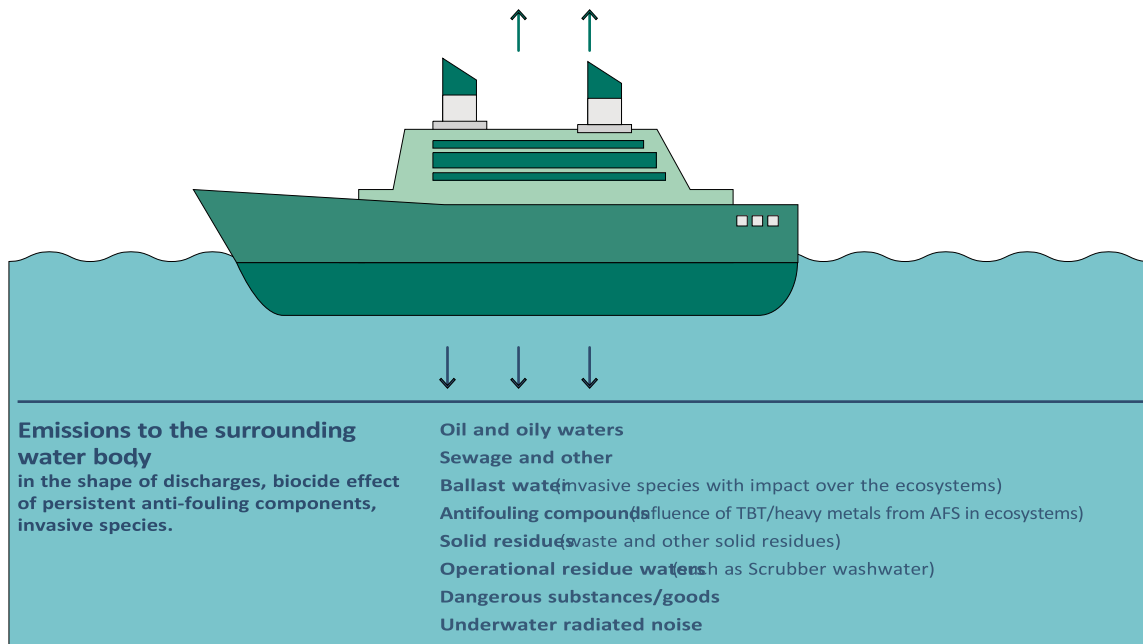 Emissions to the surrounding
water body,
in the shape of discharges, biocide effect
of persistent anti-fouling components,
invasive species.
Oil and oily waters
Sewage and other
Ballast water (invasive species with impact over the ecosystems)
Antifouling compounds (influence of TBT/heavy metals from AFS in ecosystems)
Solid residues (waste and other solid residues)
Operational residue waters (such as Scrubber washwater)
Dangerous substances/goods
Underwater radiated noise